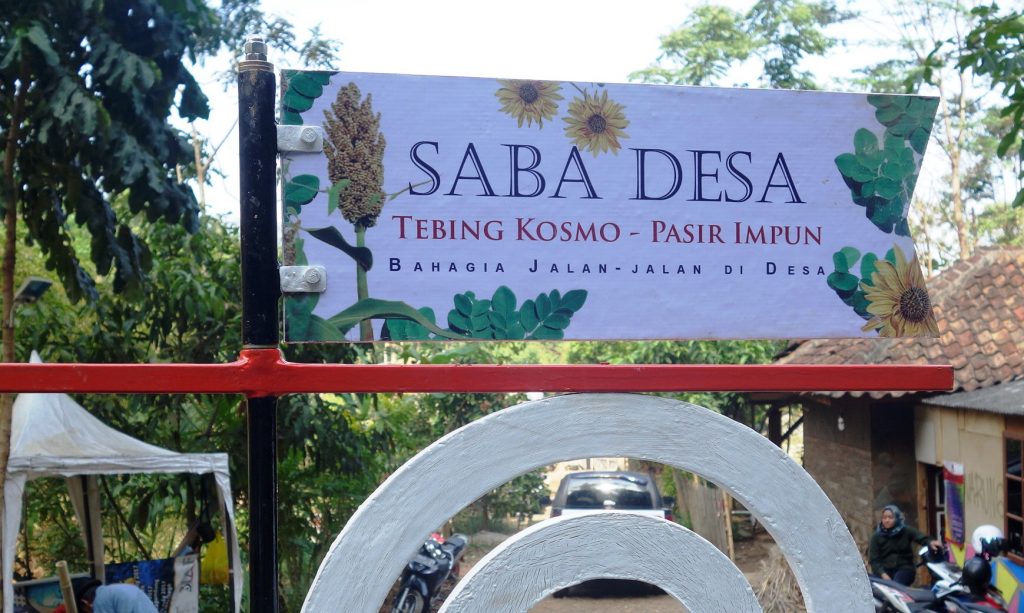 SABA DESA
TEBING KOSMO - PASIR IMPUN
BAHAGIA JALAN-JALAN DI DESA